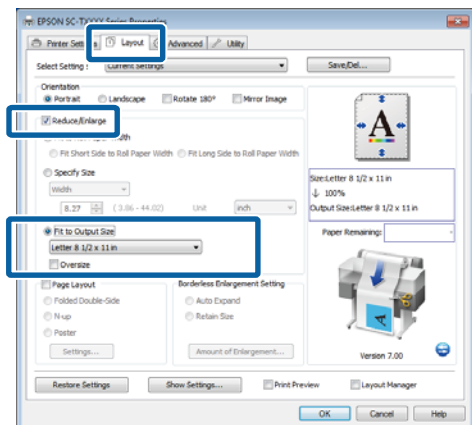 EPSON SC-TXXXX Series Properties
Printer Sett s Layout Advanced Utility
Select Setting : Current Settings Save/Del...
Orientation
Portrait Landscape Rotate 180° Mirror Image
Reduce/Enlarge
Fit Short Side to Roll Paper Width Fit Long Side to Roll Paper Width
Specify Size
Width
8.27 ( 3.86 - 44.02) Unit inch
Fit to Output Size
Letter 8 1/2 x 11 in
Oversize
A
Size:Letter 8 1/2 x 11 in
100%
Output Size:Letter 8 1/2 x 11 in
Paper Remaining:
Page Layout
Folded Double-Side
N-up
Poster
Settings...
Borderless Enlargement Setting
Auto Expand
Retain Size
Amount of Enlargement...
A
Version 7.00
Restore Settings Show Settings... Print Preview Layout Manager
OK Cancel Help